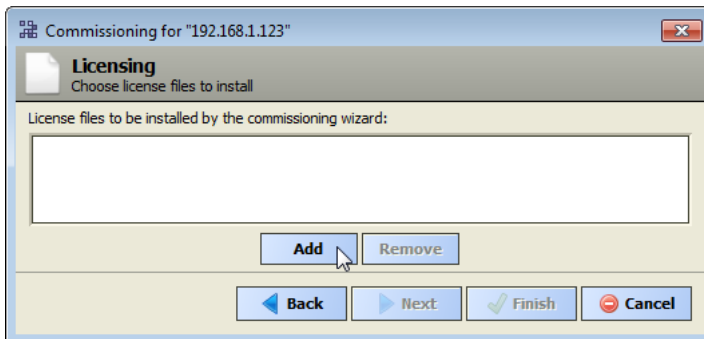 Commissioning for "192.168.1.123"
Licensing
Choose license files to install
License files to be installed by the commissioning wizard:
Add Remove
Back Next Finish Cancel